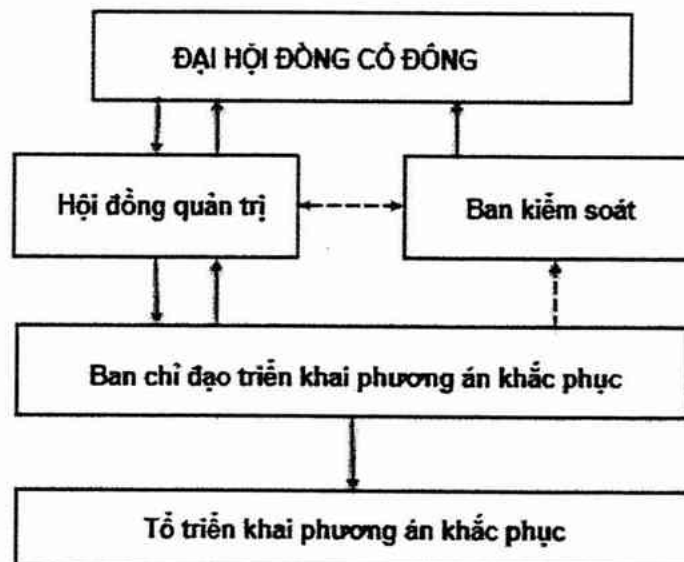 ĐẠI HỘI ĐỒNG CỔ ĐÔNG
Hội đồng quản trị
Ban kiểm soát
Ban chỉ đạo triển khai phương án khắc phục
Tổ triển khai phương án khắc phục